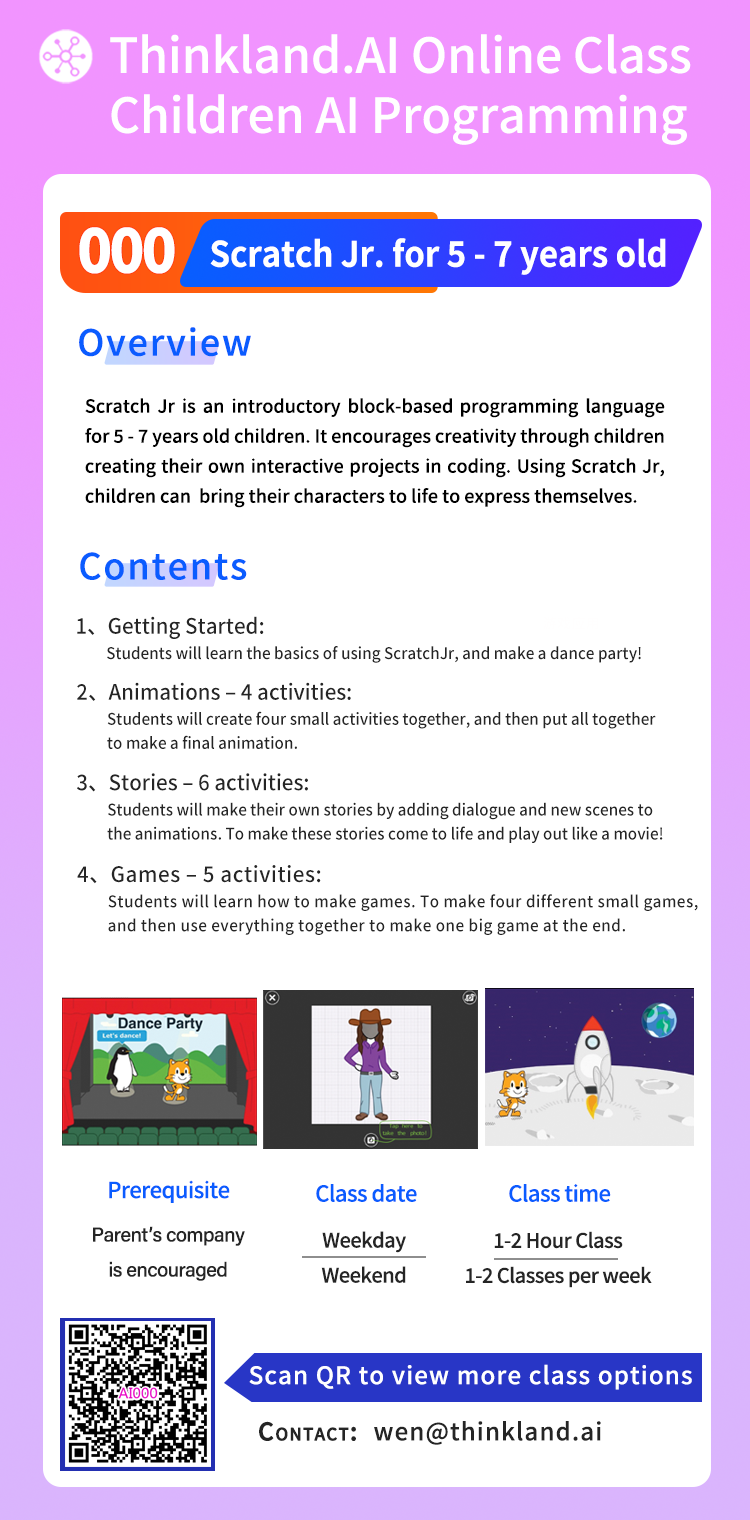 Thinkland.AI Online Class
Children AI Programming
000 Scratch Jr. for 5 - 7 years old
Overview
Scratch Jr is an introductory block-based programming language
for 5 - 7 years old children. It encourages creativity through children
creating their own interactive projects in coding. Using Scratch Jr,
children can bring their characters to life to express themselves.
Contents
1、Getting Started:
Students will learn the basics of using ScratchJr, and make a dance party!
2、Animations – 4 activities:
Students will create four small activities together, and then put all together
to make a final animation.
3、Stories – 6 activities:
Students will make their own stories by adding dialogue and new scenes to
the animations. To make these stories come to life and play out like a movie!
4、Games – 5 activities:
Students will learn how to make games. To make four different small games,
and then use everything together to make one big game at the end.
Dance Party
Let's dance!
Tap here to
take the photo!
Prerequisite
Parent's company
is encouraged
Class date
Weekday
Weekend
Class time
1-2 Hour Class
1-2 Classes per week
AI000
Scan QR to view more class options
CONTACT: wen@thinkland.ai